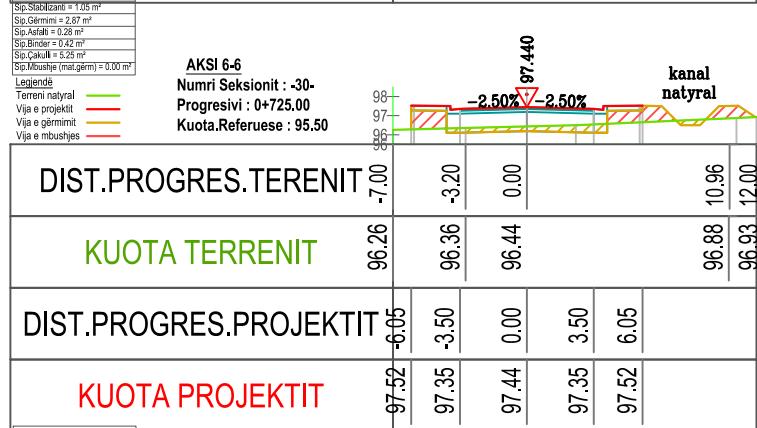 Sip.Stabilizanti = 1.05 m²
Sip.Gërmimi = 2.87 m²
Sip.Asfalti = 0.28 m²
Sip.Binder = 0.42 m²
Sip.Çakulli = 5.25 m²
Sip.Mbushje (mat.gërm) = 0.00 m²
Legjendë
Terreni natyral
Vija e projektit
Vija e gërmimit
Vija e mbushjes
AKSI 6-6
Numri Seksionit : -30-
Progresivi : 0+725.00
Kuota.Referuese : 95.50
97.440
-2.50% -2.50%
kanal
natyral
98
97
96
96
DIST.PROGRES.TERENIT -7.00 -3.20 0.00 10.96 12.00
KUOTA TERRENIT 96.26 96.36 96.44 96.88 96.93
DIST.PROGRES.PROJEKTIT -6.05 -3.50 0.00 3.50 6.05
KUOTA PROJEKTIT 97.52 97.35 97.44 97.35 97.52